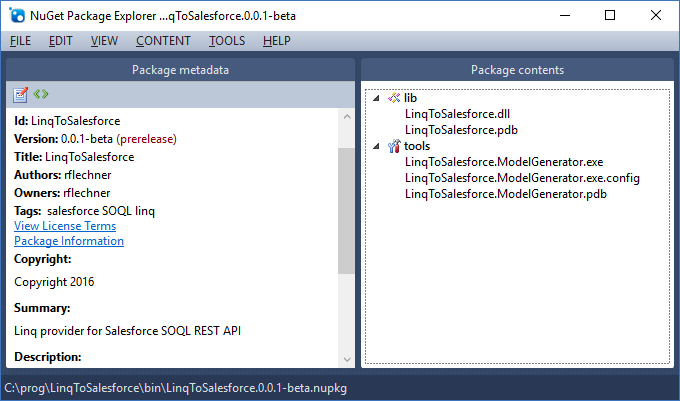 NuGet Package Explorer ...qToSalesforce.0.0.1-beta
FILE EDIT VIEW CONTENT TOOLS HELP
Package metadata
Id: LinqToSalesforce
Version: 0.0.1-beta (prerelease)
Title: LinqToSalesforce
Authors: rflechner
Owners: rflechner
Tags: salesforce SOQL linq
View License Terms
Package Information
Copyright:
Copyright 2016
Summary:
Linq provider for Salesforce SOQL REST API
Description:
Package contents
lib
LinqToSalesforce.dll
LinqToSalesforce.pdb
tools
LinqToSalesforce.ModelGenerator.exe
LinqToSalesforce.ModelGenerator.exe.config
LinqToSalesforce.ModelGenerator.pdb
C:\prog\LinqToSalesforce\bin\LinqToSalesforce.0.0.1-beta.nupkg